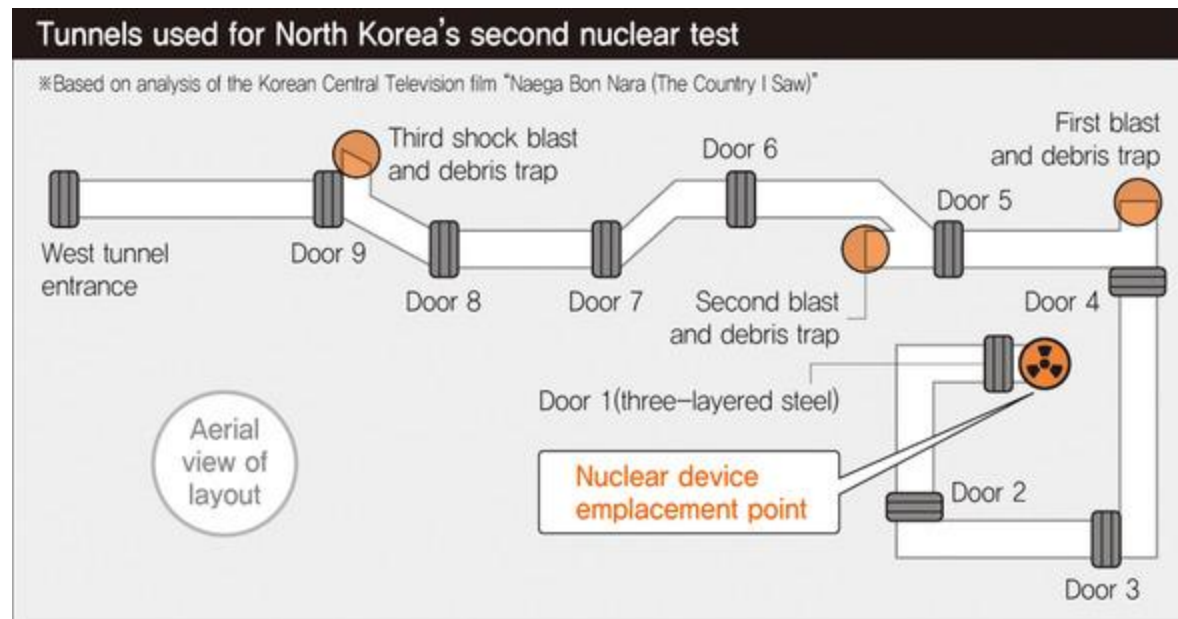 Tunnels used for North Korea's second nuclear test
※Based on analysis of the Korean Central Television film "Naega Bon Nara (The Country I Saw)"
Third shock blast
and debris trap
Door 6
First blast
and debris trap
Door 5
West tunnel
entrance
Door 9
Door 8
Door 7
Second blast
and debris trap
Door 4
Door 1(three-layered steel)
Aerial
view of
layout
Nuclear device
emplacement point
Door 2
Door 3